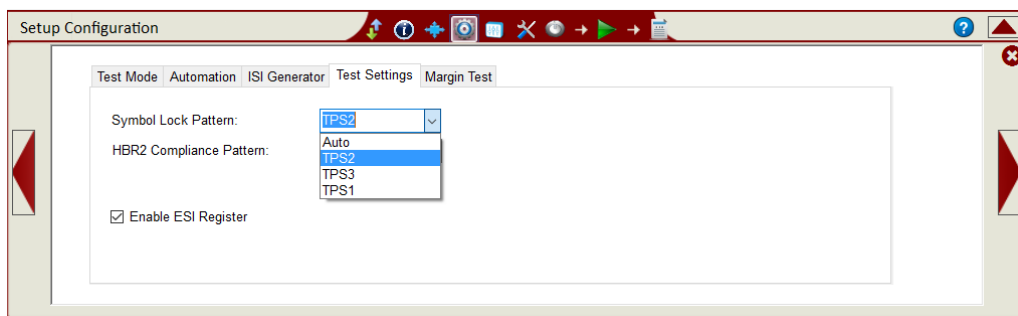 Setup Configuration
Test Mode Automation ISI Generator Test Settings Margin Test
Symbol Lock Pattern: TPS2
HBR2 Compliance Pattern:
Auto
TPS2
TPS3
TPS1
Enable ESI Register